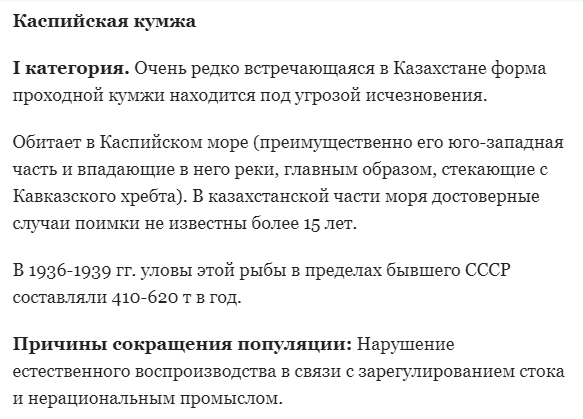 Каспийская кумжа
I категория. Очень редко встречающаяся в Казахстане форма
проходной кумжи находится под угрозой исчезновения.
Обитает в Каспийском море (преимущественно его юго-западная
часть и впадающие в него реки, главным образом, стекающие с
Кавказского хребта). В казахстанской части моря достоверные
случаи поимки не известны более 15 лет.
В 1936-1939 гг. уловы этой рыбы в пределах бывшего СССР
составляли 410-620 т в год.
Причины сокращения популяции: Нарушение
естественного воспроизводства в связи с зарегулированием стока
и нерациональным промыслом.